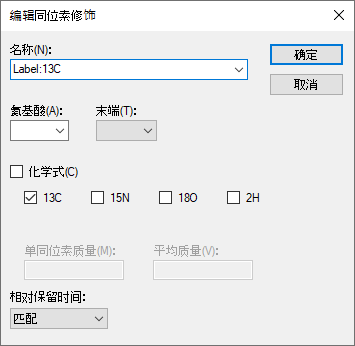 编辑同位素修饰
名称(N):
Label:13C
确定
取消
氨基酸(A):
末端(T):
化学式(C)
13C
15N
18O
2H
单同位素质量(M):
平均质量(V):
相对保留时间:
匹配